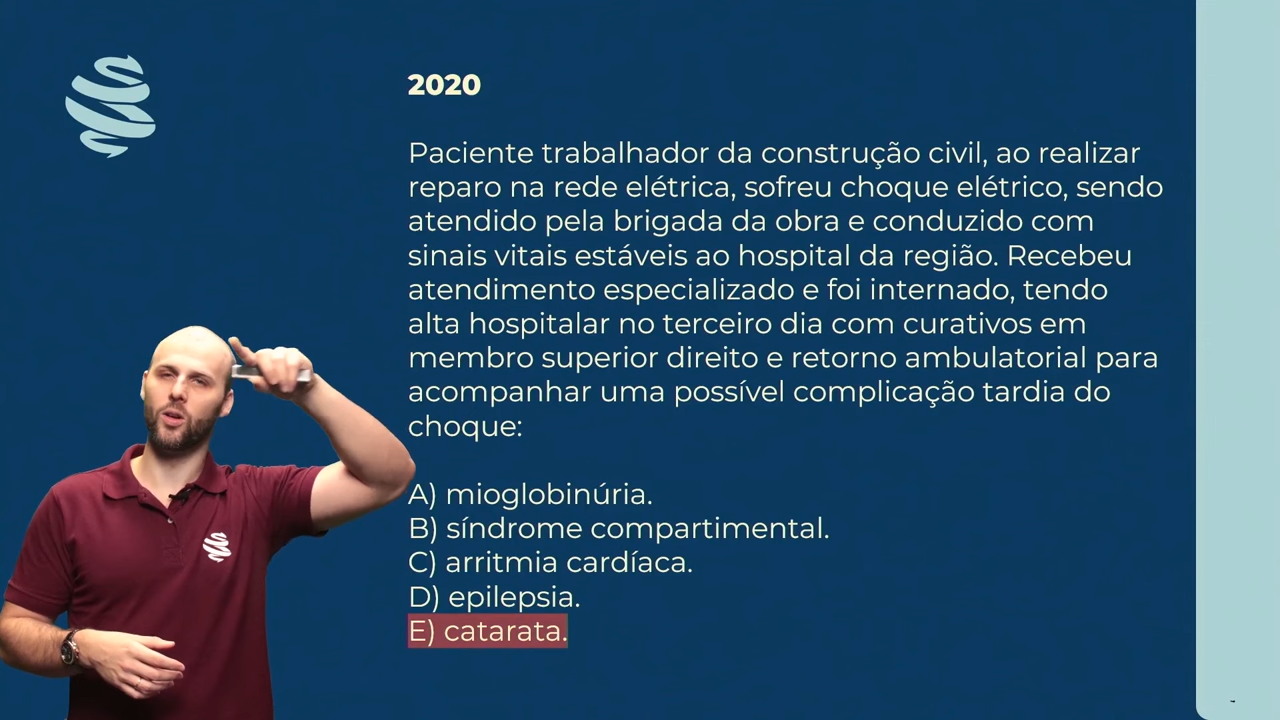 2020
Paciente trabalhador da construção civil, ao realizar
reparo na rede elétrica, sofreu choque elétrico, sendo
atendido pela brigada da obra e conduzido com
sinais vitais estáveis ao hospital da região. Recebeu
atendimento especializado e foi internado, tendo
alta hospitalar no terceiro dia com curativos em
membro superior direito e retorno ambulatorial para
acompanhar uma possível complicação tardia do
choque:
A) mioglobinúria.
B) síndrome compartimental.
C) arritmia cardíaca.
D) epilepsia.
E) catarata.